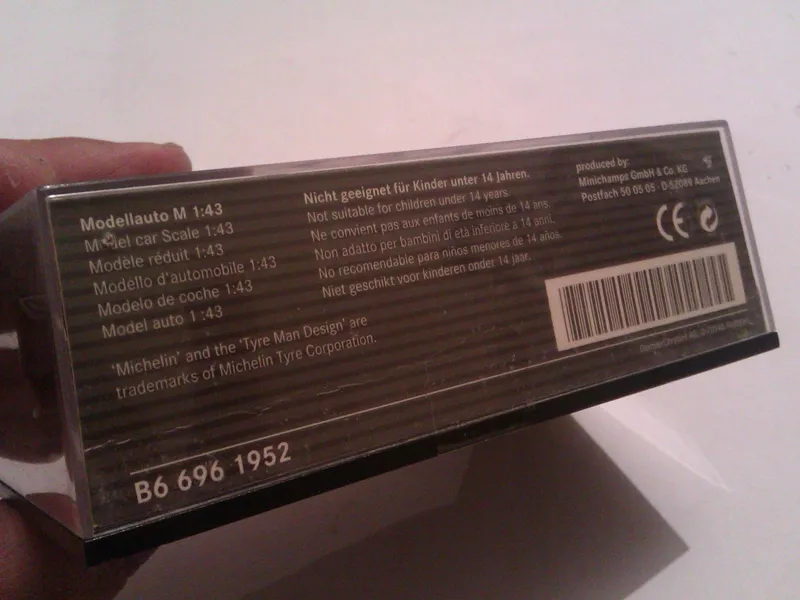 Modellauto M 1:43
Model car Scale 1:43
Modèle réduit 1:43
Modello d'automobile 1:43
Modelo de coche 1:43
Model auto 1:43
'Michelin' and the 'Tyre Man Design' are
trademarks of Michelin Tyre Corporation.
B6 696 1952
Nicht geeignet für Kinder unter 14 Jahren.
Not suitable for children under 14 years.
Ne convient pas aux enfants de moins de 14 ans.
Non adatto per bambini di età inferiore a 14 anni.
No recomendable para niños menores de 14 años.
Niet geschikt voor kinderen onder 14 jaar.
produced by:
Minichamps GmbH & Co. KG
Postfach 50 05 05 · D-52089 Aachen
CE
DaimlerChrysler AG